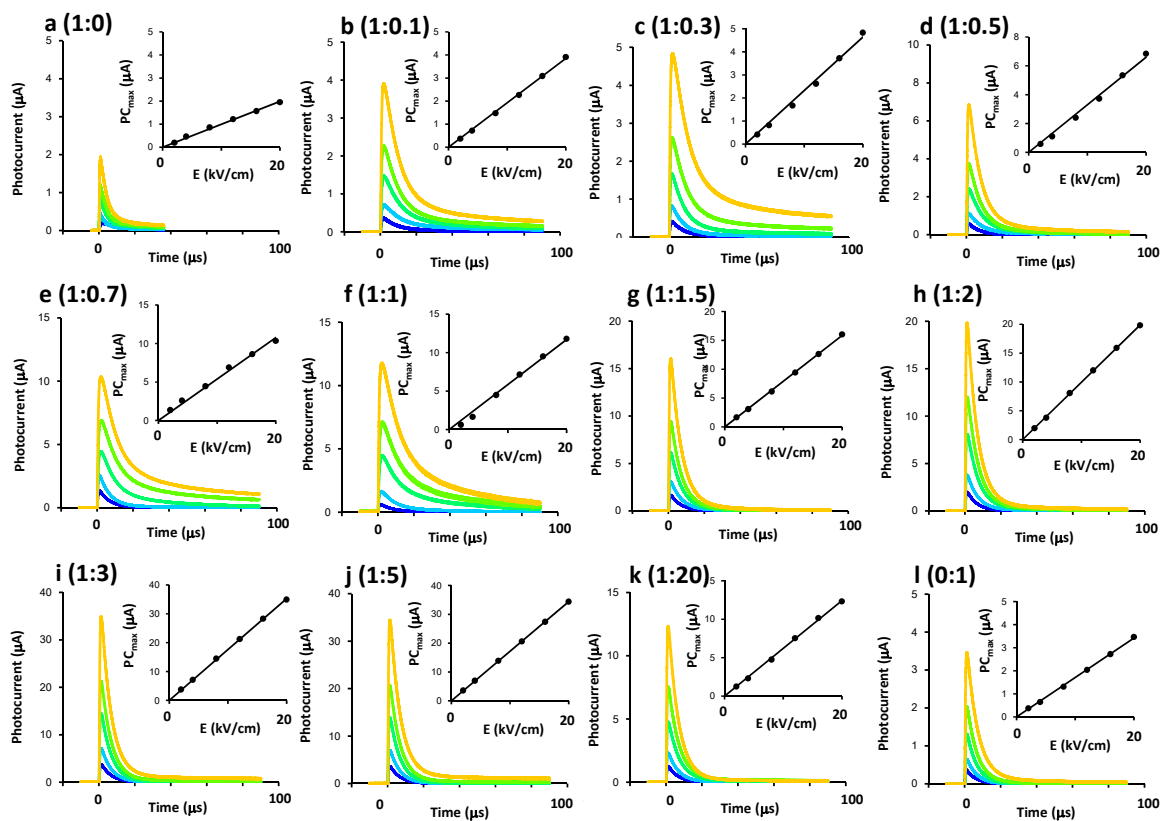 a (1:0)
Photocurrent (μA)
5
4
3
2
1
0
PCmax (μA)
5
4
3
2
1
0
0 20
E (kV/cm)
0 100
Time (μs)
b (1:0.1)
Photocurrent (μA)
5
4
3
2
1
0
PCmax (μA)
5
4
3
2
1
0
0 20
E (kV/cm)
0 100
Time (μs)
c (1:0.3)
Photocurrent (μA)
5
4
3
2
1
0
PCmax (μA)
5
4
3
2
1
0
0 20
E (kV/cm)
0 100
Time (μs)
d (1:0.5)
Photocurrent (μA)
10
8
6
4
2
0
PCmax (μA)
8
6
4
2
0
0 20
E (kV/cm)
0 100
Time (μs)
e (1:0.7)
Photocurrent (μA)
15
10
5
0
PCmax (μA)
15
10
5
0
0 20
E (kV/cm)
0 100
Time (μs)
f (1:1)
Photocurrent (μA)
15
10
5
0
PCmax (μA)
15
10
5
0
0 20
E (kV/cm)
0 100
Time (μs)
g (1:1.5)
Photocurrent (μA)
20
15
10
5
0
PCmax (μA)
20
15
10
5
0
0 20
E (kV/cm)
0 100
Time (μs)
h (1:2)
Photocurrent (μA)
20
15
10
5
0
PCmax (μA)
20
15
10
5
0
0 20
E (kV/cm)
0 100
Time (μs)
i (1:3)
Photocurrent (μA)
40
30
20
10
0
PCmax (μA)
40
30
20
10
0
0 20
E (kV/cm)
0 100
Time (μs)
j (1:5)
Photocurrent (μA)
40
30
20
10
0
PCmax (μA)
40
30
20
10
0
0 20
E (kV/cm)
0 100
Time (μs)
k (1:20)
Photocurrent (μA)
15
10
5
0
PCmax (μA)
15
10
5
0
0 20
E (kV/cm)
0 100
Time (μs)
l (0:1)
Photocurrent (μA)
5
4
3
2
1
0
PCmax (μA)
5
4
3
2
1
0
0 20
E (kV/cm)
0 100
Time (μs)